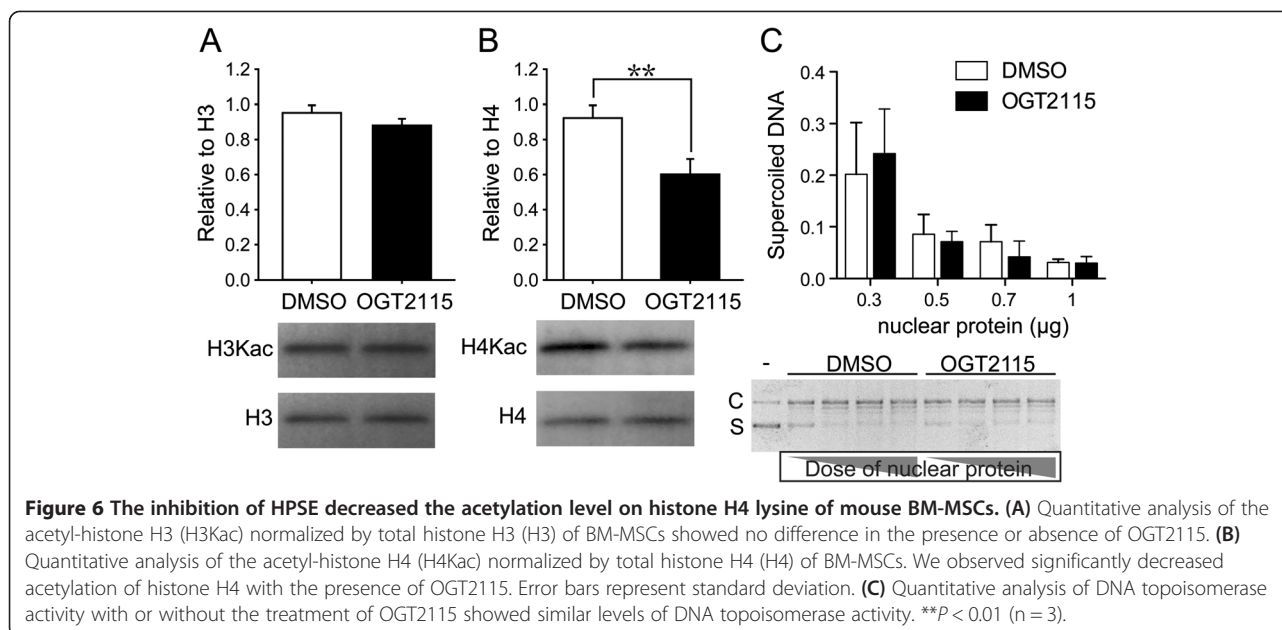 A
B
C
1.2
1.0
0.8
0.6
0.4
0.2
0.0
Relative to H3
DMSO OGT2115
H3Kac
H3
1.2
1.0
0.8
0.6
0.4
0.2
0.0
Relative to H4
**
DMSO OGT2115
H4Kac
H4
0.4
0.3
0.2
0.1
0.0
Supercoiled DNA
DMSO
OGT2115
0.3 0.5 0.7 1
nuclear protein (µg)
- DMSO OGT2115
C
S
Dose of nuclear protein
Figure 6 The inhibition of HPSE decreased the acetylation level on histone H4 lysine of mouse BM-MSCs. (A) Quantitative analysis of the
acetyl-histone H3 (H3Kac) normalized by total histone H3 (H3) of BM-MSCs showed no difference in the presence or absence of OGT2115. (B)
Quantitative analysis of the acetyl-histone H4 (H4Kac) normalized by total histone H4 (H4) of BM-MSCs. We observed significantly decreased
acetylation of histone H4 with the presence of OGT2115. Error bars represent standard deviation. (C) Quantitative analysis of DNA topoisomerase
activity with or without the treatment of OGT2115 showed similar levels of DNA topoisomerase activity. **P < 0.01 (n = 3).